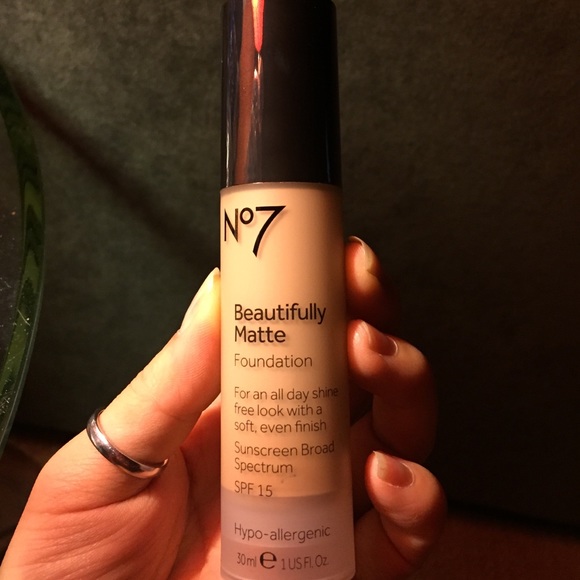 No7
Beautifully
Matte
Foundation
For an all day shine
free look with a
soft, even finish
Sunscreen Broad
Spectrum
SPF 15
Hypo-allergenic
30ml e 1 US Fl. Oz.